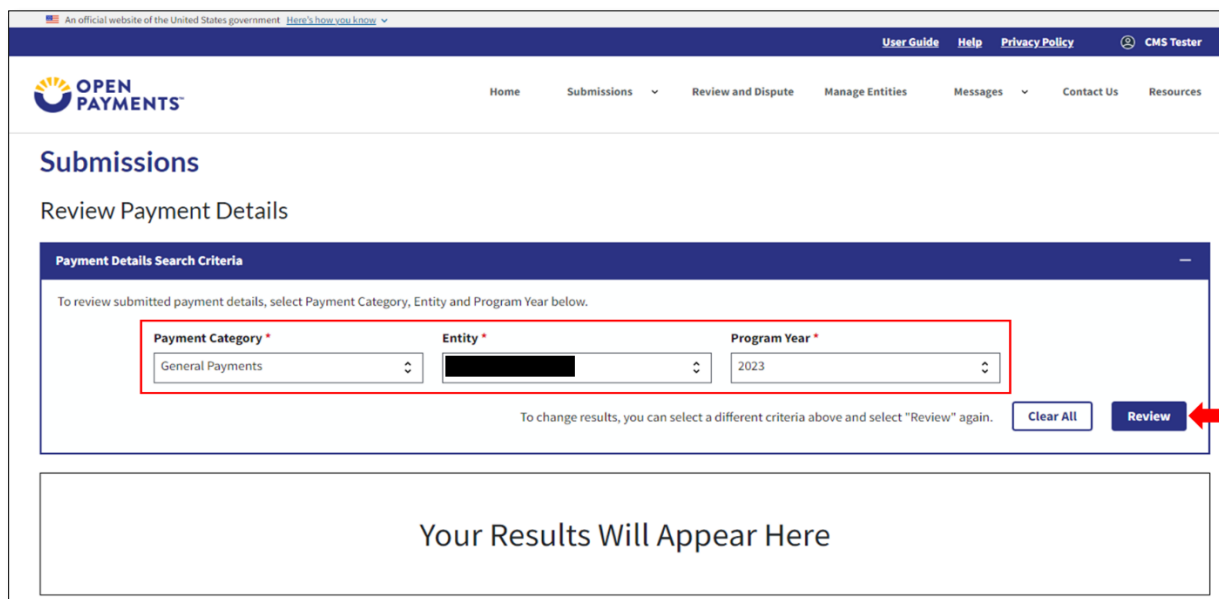 An official website of the United States government Here's how you know
User Guide Help Privacy Policy CMS Tester
OPEN
PAYMENTS™
Home Submissions Review and Dispute Manage Entities Messages Contact Us Resources
Submissions
Review Payment Details
Payment Details Search Criteria
To review submitted payment details, select Payment Category, Entity and Program Year below.
Payment Category * Entity * Program Year *
General Payments 2023
To change results, you can select a different criteria above and select "Review" again. Clear All Review
Your Results Will Appear Here